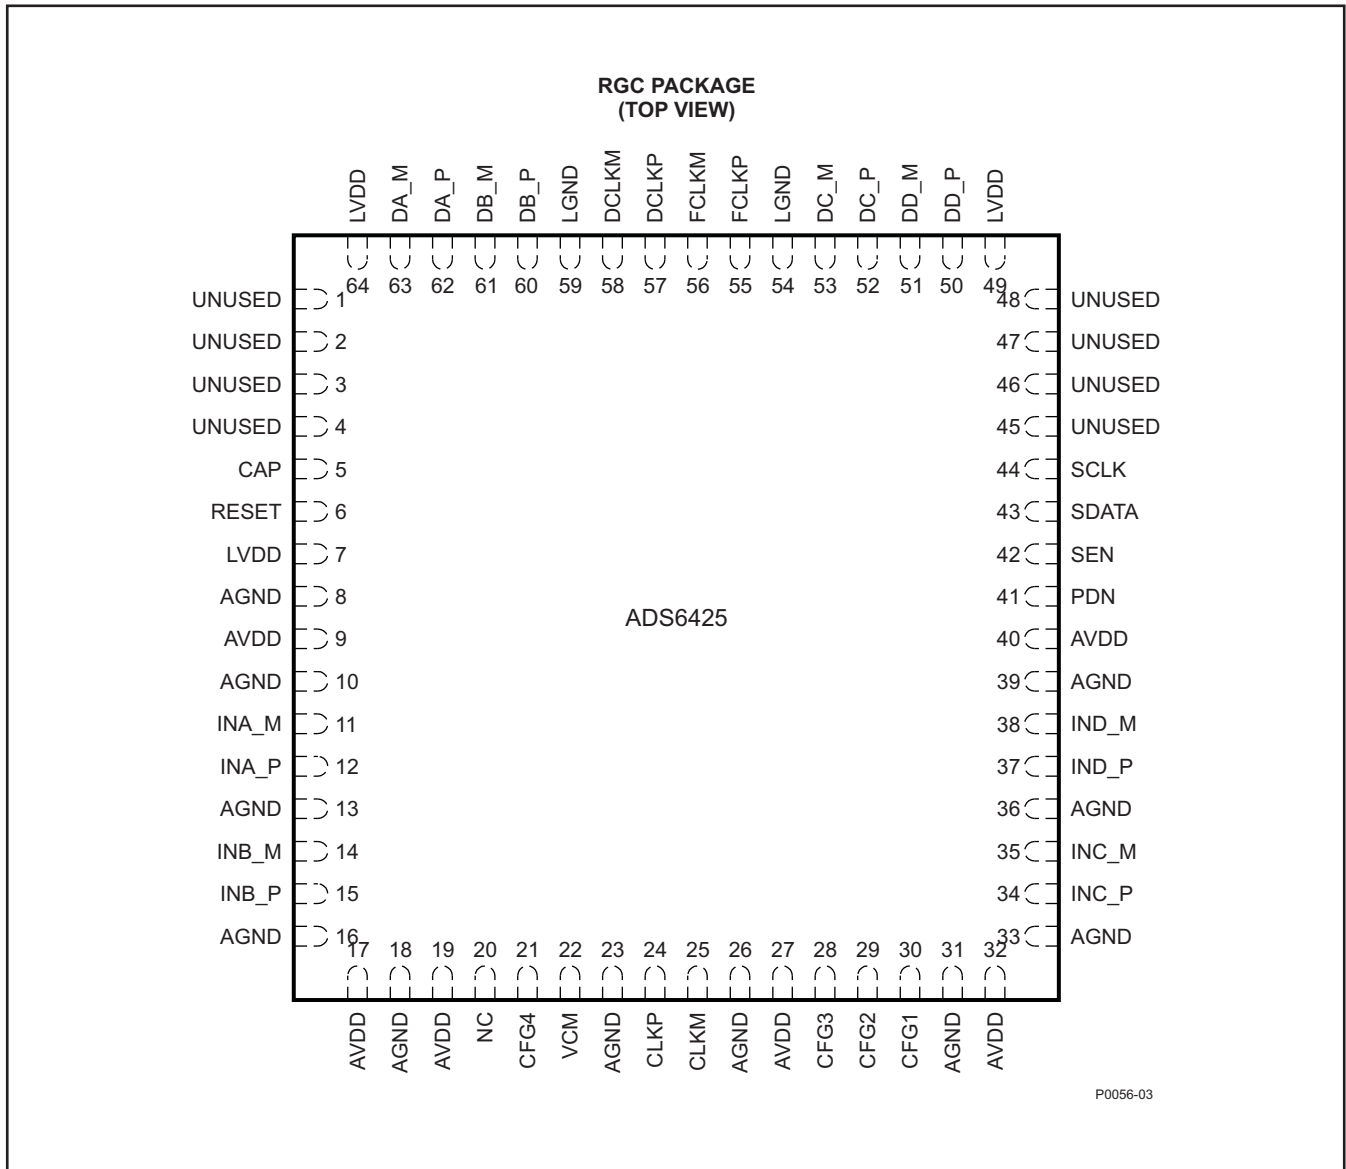 RGC PACKAGE
(TOP VIEW)
LVDD DA_M DA_P DB_M DB_P LGND DCLKM DCLKP FCLKM FCLKP LGND DC_M DC_P DD_M DD_P LVDD
64 63 62 61 60 59 58 57 56 55 54 53 52 51 50 49
UNUSED 1 48 UNUSED
UNUSED 2 47 UNUSED
UNUSED 3 46 UNUSED
UNUSED 4 45 UNUSED
CAP 5 44 SCLK
RESET 6 43 SDATA
LVDD 7 42 SEN
AGND 8 41 PDN
ADS6425
AVDD 9 40 AVDD
AGND 10 39 AGND
INA_M 11 38 IND_M
INA_P 12 37 IND_P
AGND 13 36 AGND
INB_M 14 35 INC_M
INB_P 15 34 INC_P
AGND 16 33 AGND
17 18 19 20 21 22 23 24 25 26 27 28 29 30 31 32
AVDD AGND AVDD NC CFG4 VCM AGND CLKP CLKM AGND AVDD CFG3 CFG2 CFG1 AGND AVDD
P0056-03